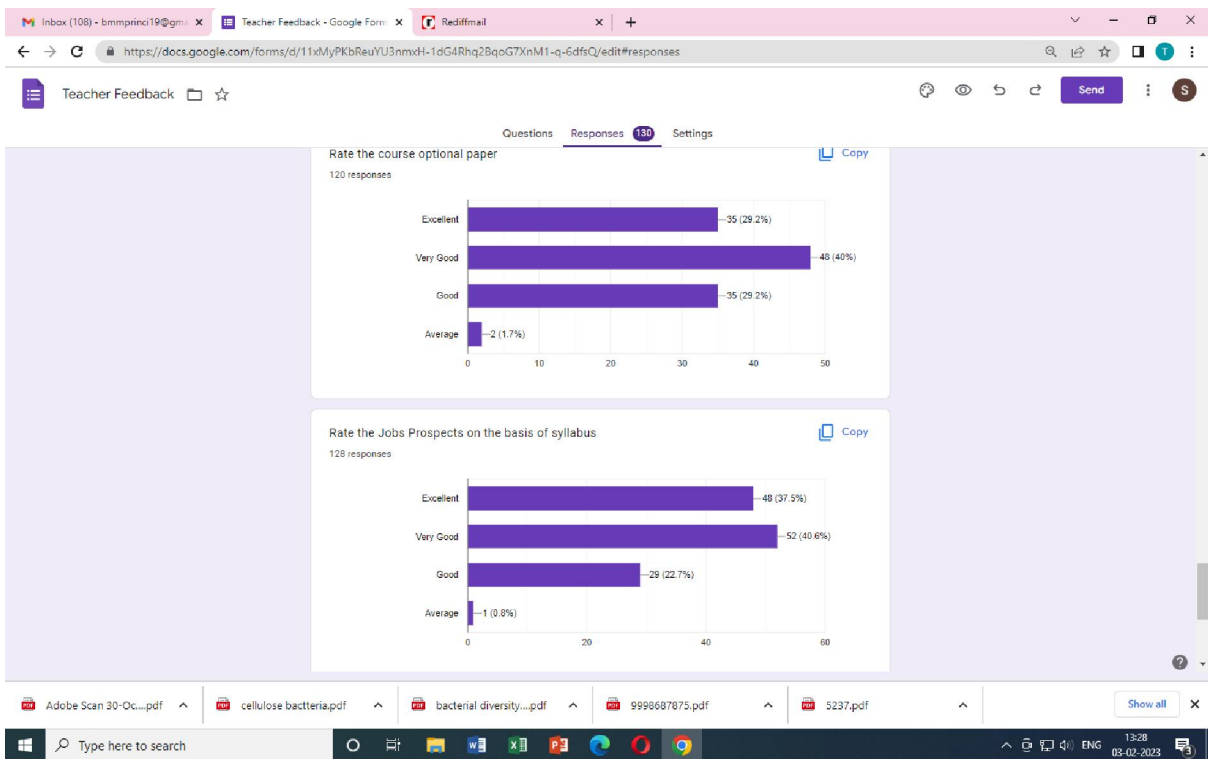 Inbox (108) - bmmprinci19@gma
Teacher Feedback - Google Form
Rediffmail
https://docs.google.com/forms/d/11xMyPKbReuYU3nmxH-1dG4Rhq2BqoG7XnM1-q-6dfsQ/edit#responses
T
Teacher Feedback
Send
S
Questions Responses 130 Settings
Rate the course optional paper
Copy
120 responses
Excellent 35 (29.2%)
Very Good 48 (40%)
Good 35 (29.2%)
Average 2 (1.7%)
0 10 20 30 40 50
Rate the Jobs Prospects on the basis of syllabus
Copy
128 responses
Excellent 48 (37.5%)
Very Good 52 (40.6%)
Good 29 (22.7%)
Average 1 (0.8%)
0 20 40 60
Adobe Scan 30-Oc....pdf
cellulose bactteria.pdf
bacterial diversity....pdf
9998687875.pdf
5237.pdf
Show all
Type here to search
ENG
13:28
03-02-2023